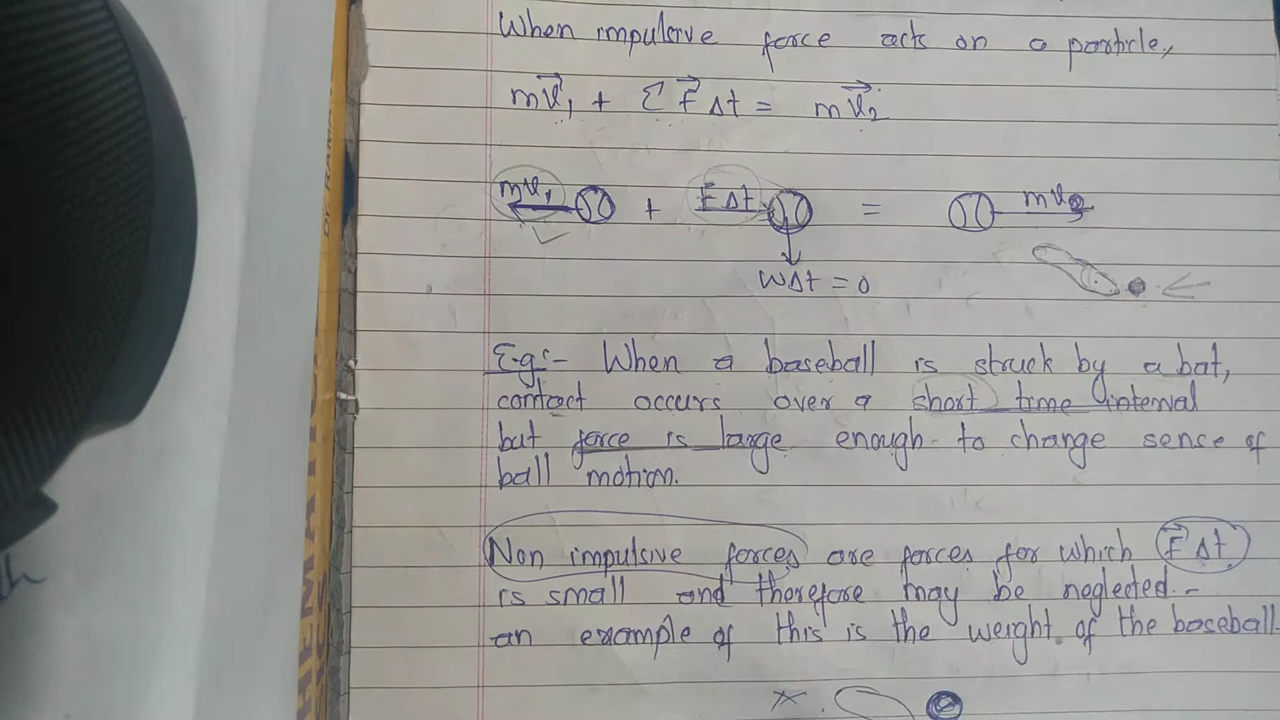 When impulsive force acts on a particle,
mv⃗₁ + ΣF⃗Δt = mv⃗₂
mv₁ + FΔt = mv₂
WΔt = 0
E.g:- When a baseball is struck by a bat,
contact occurs over a short time interval
but force is large enough to change sense of
ball motion.
Non impulsive forces are forces for which F⃗Δt
is small and therefore may be neglected.-
an example of this is the weight of the baseball.